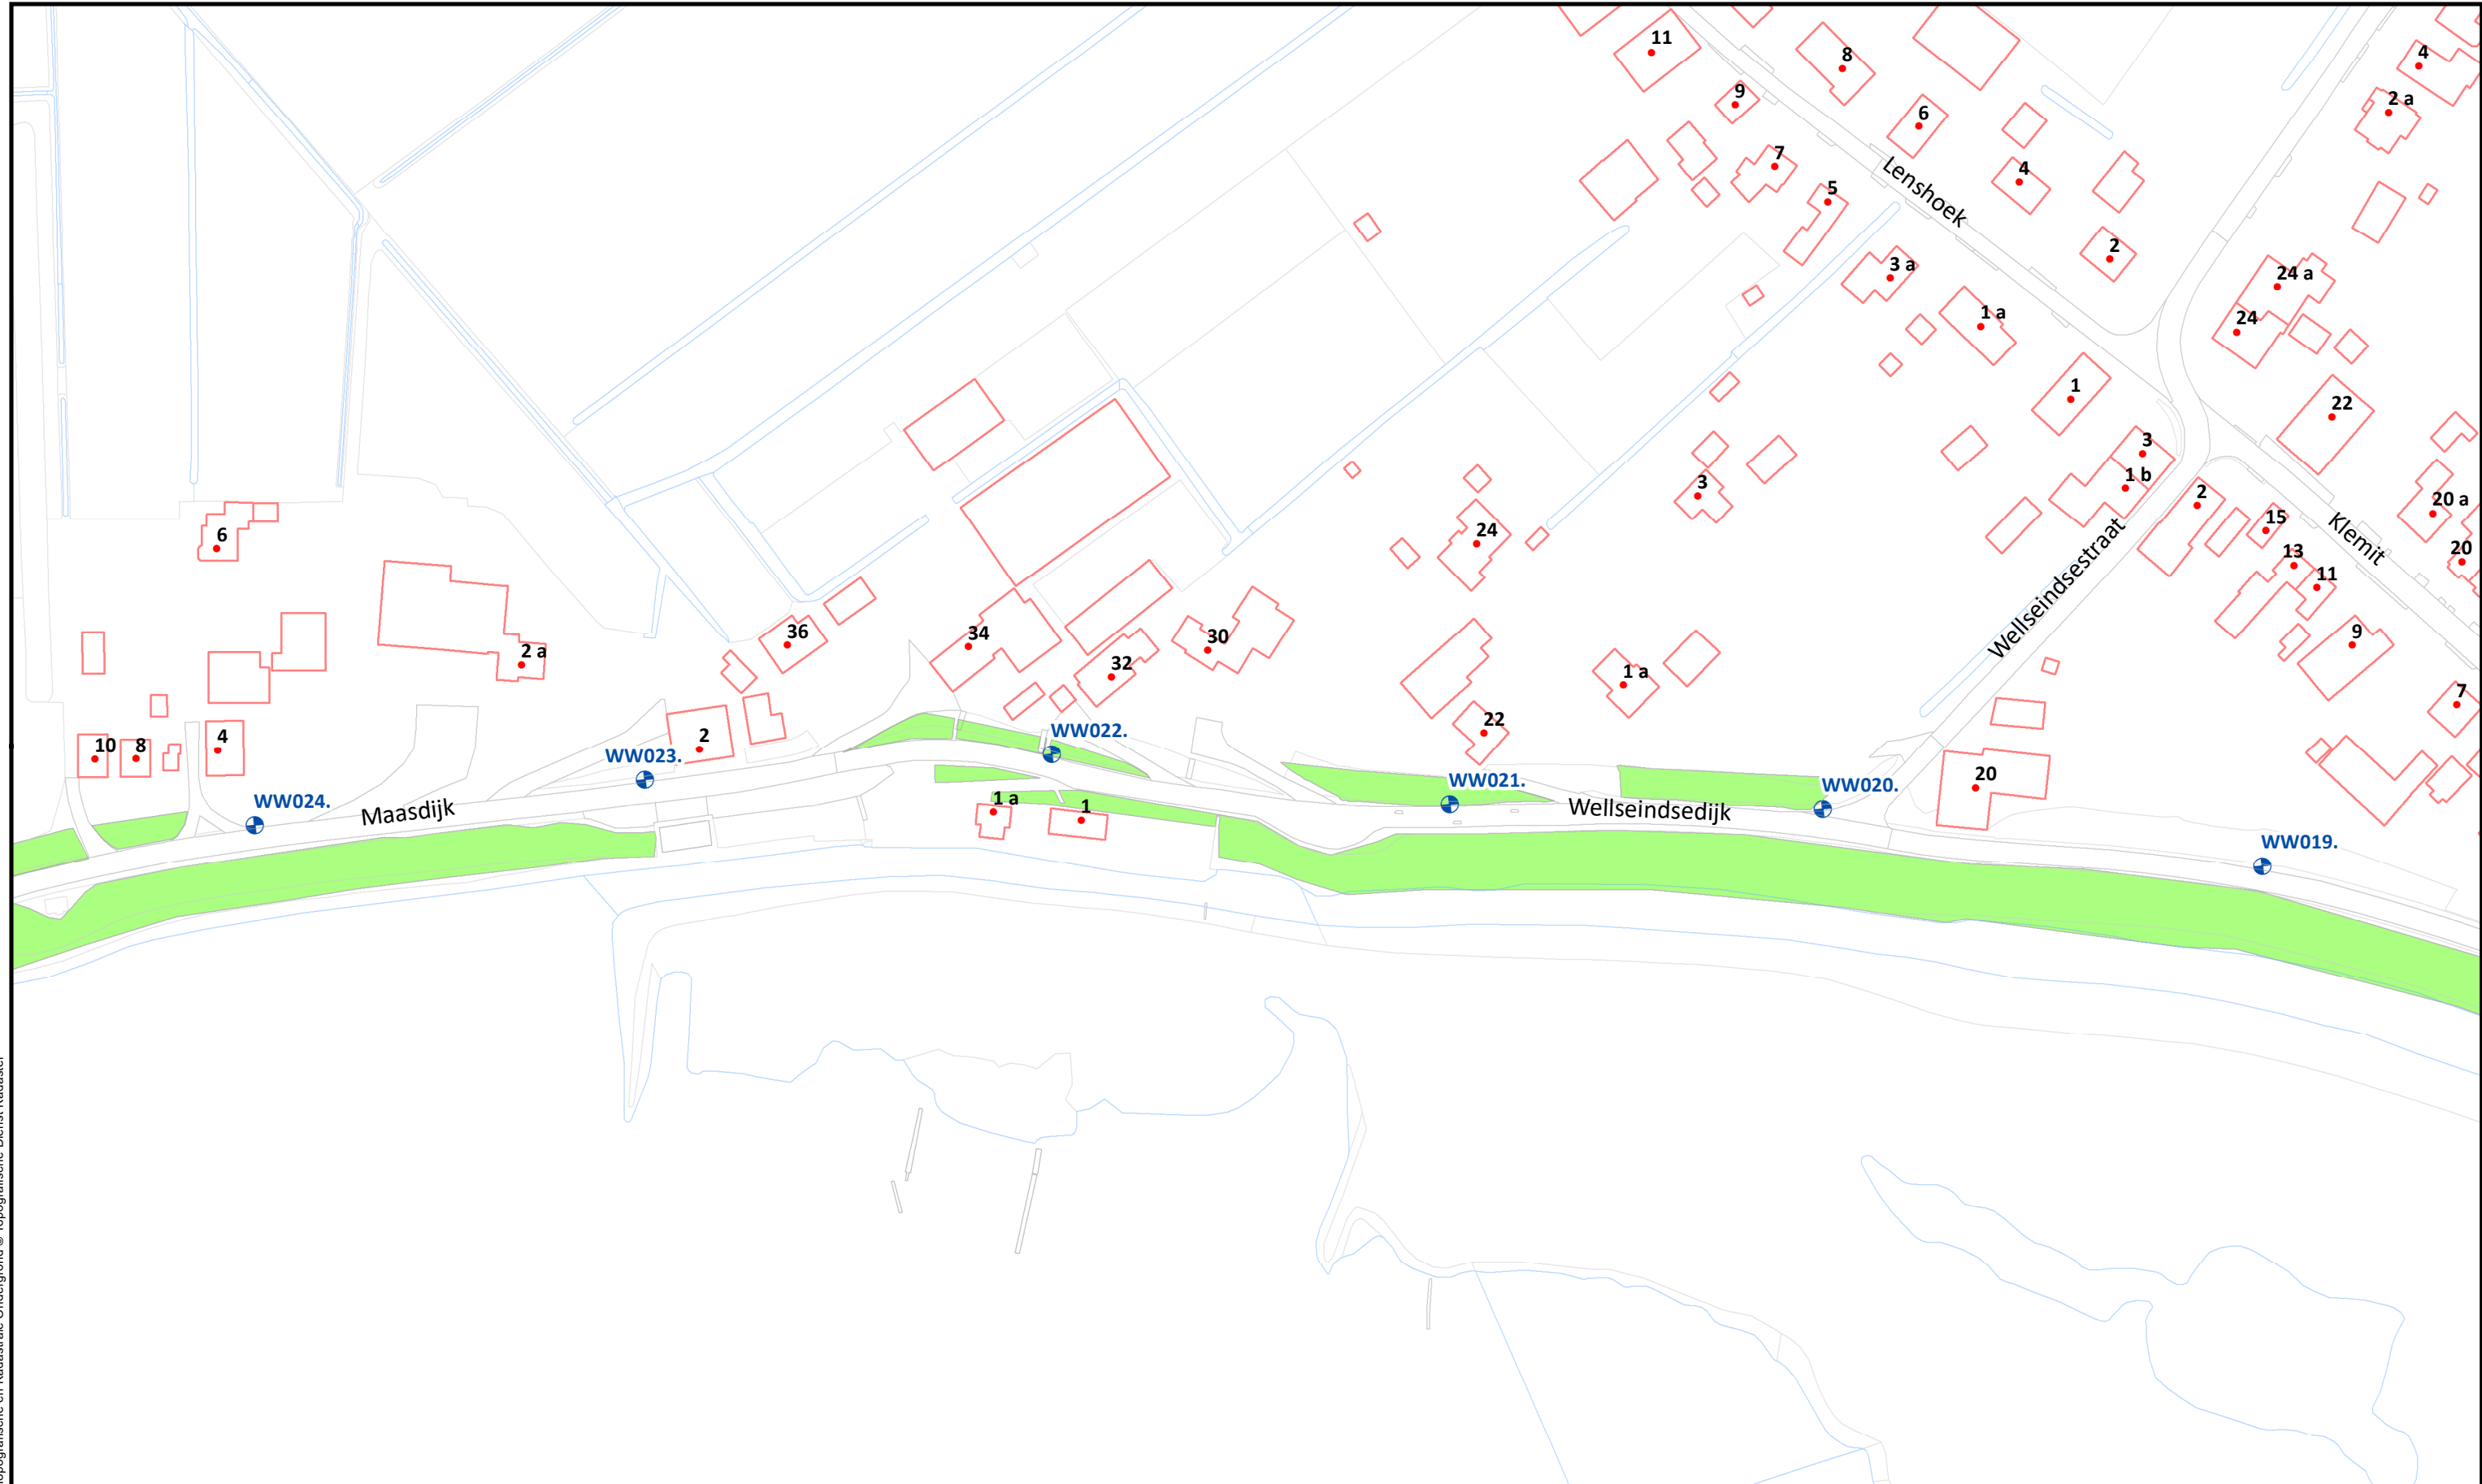 11
8
4
9
2 a
6
7
4
5
Lenshoek
2
3 a
24 a
1 a
24
1
22
3
3
1 b
2
20 a
15
Klemit
24
6
13
20
11
Wellseindsestraat
36
34
30
9
2 a
32
1 a
7
22
2
4
10
8
WW022.
WW023.
20
WW021.
WW020.
WW024.
1 a
1
Maasdijk
Wellseindsedijk
WW019.